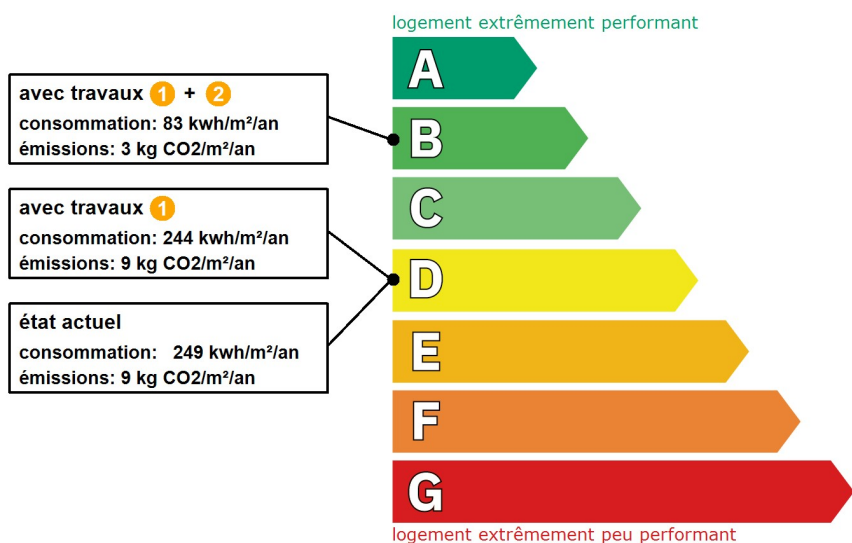 logement extrêmement performant
avec travaux 1 + 2
consommation: 83 kwh/m²/an
émissions: 3 kg CO2/m²/an
avec travaux 1
consommation: 244 kwh/m²/an
émissions: 9 kg CO2/m²/an
état actuel
consommation: 249 kwh/m²/an
émissions: 9 kg CO2/m²/an
A
B
C
D
E
F
G
logement extrêmement peu performant